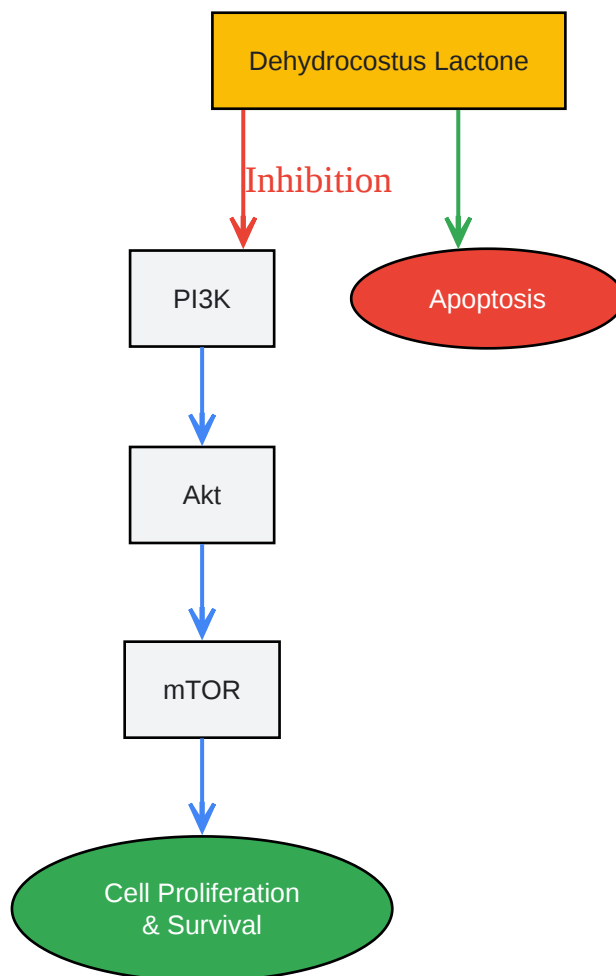 Dehydrocostus Lactone
Inhibition
PI3K
Apoptosis
Akt
mTOR
Cell Proliferation
& Survival